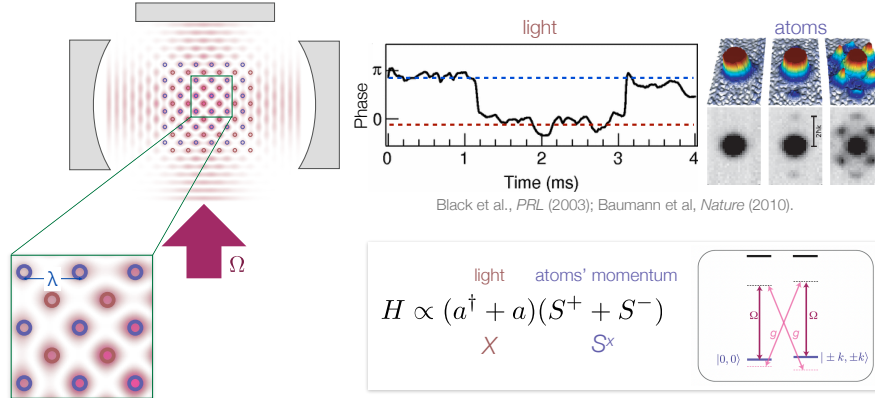 light
atoms
Phase
π
0
0 1 2 3 4
Time (ms)
2ħk
Black et al., PRL (2003); Baumann et al, Nature (2010).
Ω
λ
light atoms' momentum
H ∝ (a† + a)(S⁺ + S⁻)
X Sˣ
Ω Ω
g g
|0, 0⟩ | ± k, ±k⟩